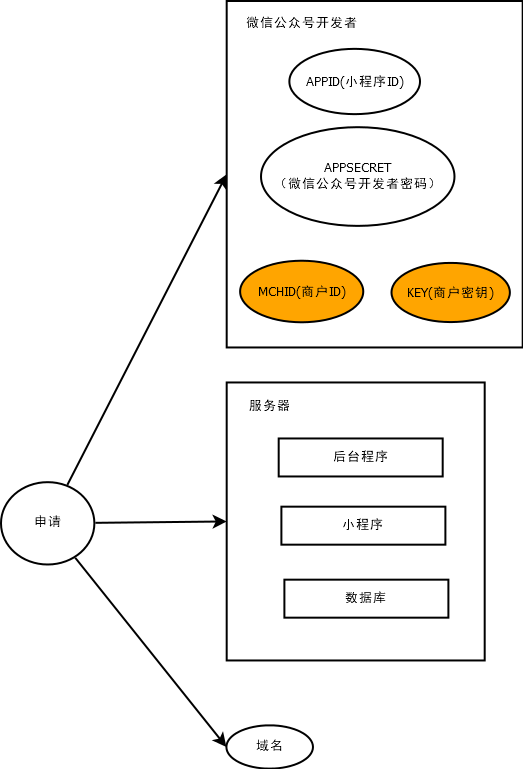 微信公众号开发者
APPID(小程序ID)
APPSECRET
（微信公众号开发者密码）
MCHID(商户ID)
KEY(商户密钥)
服务器
后台程序
申请
小程序
数据库
域名